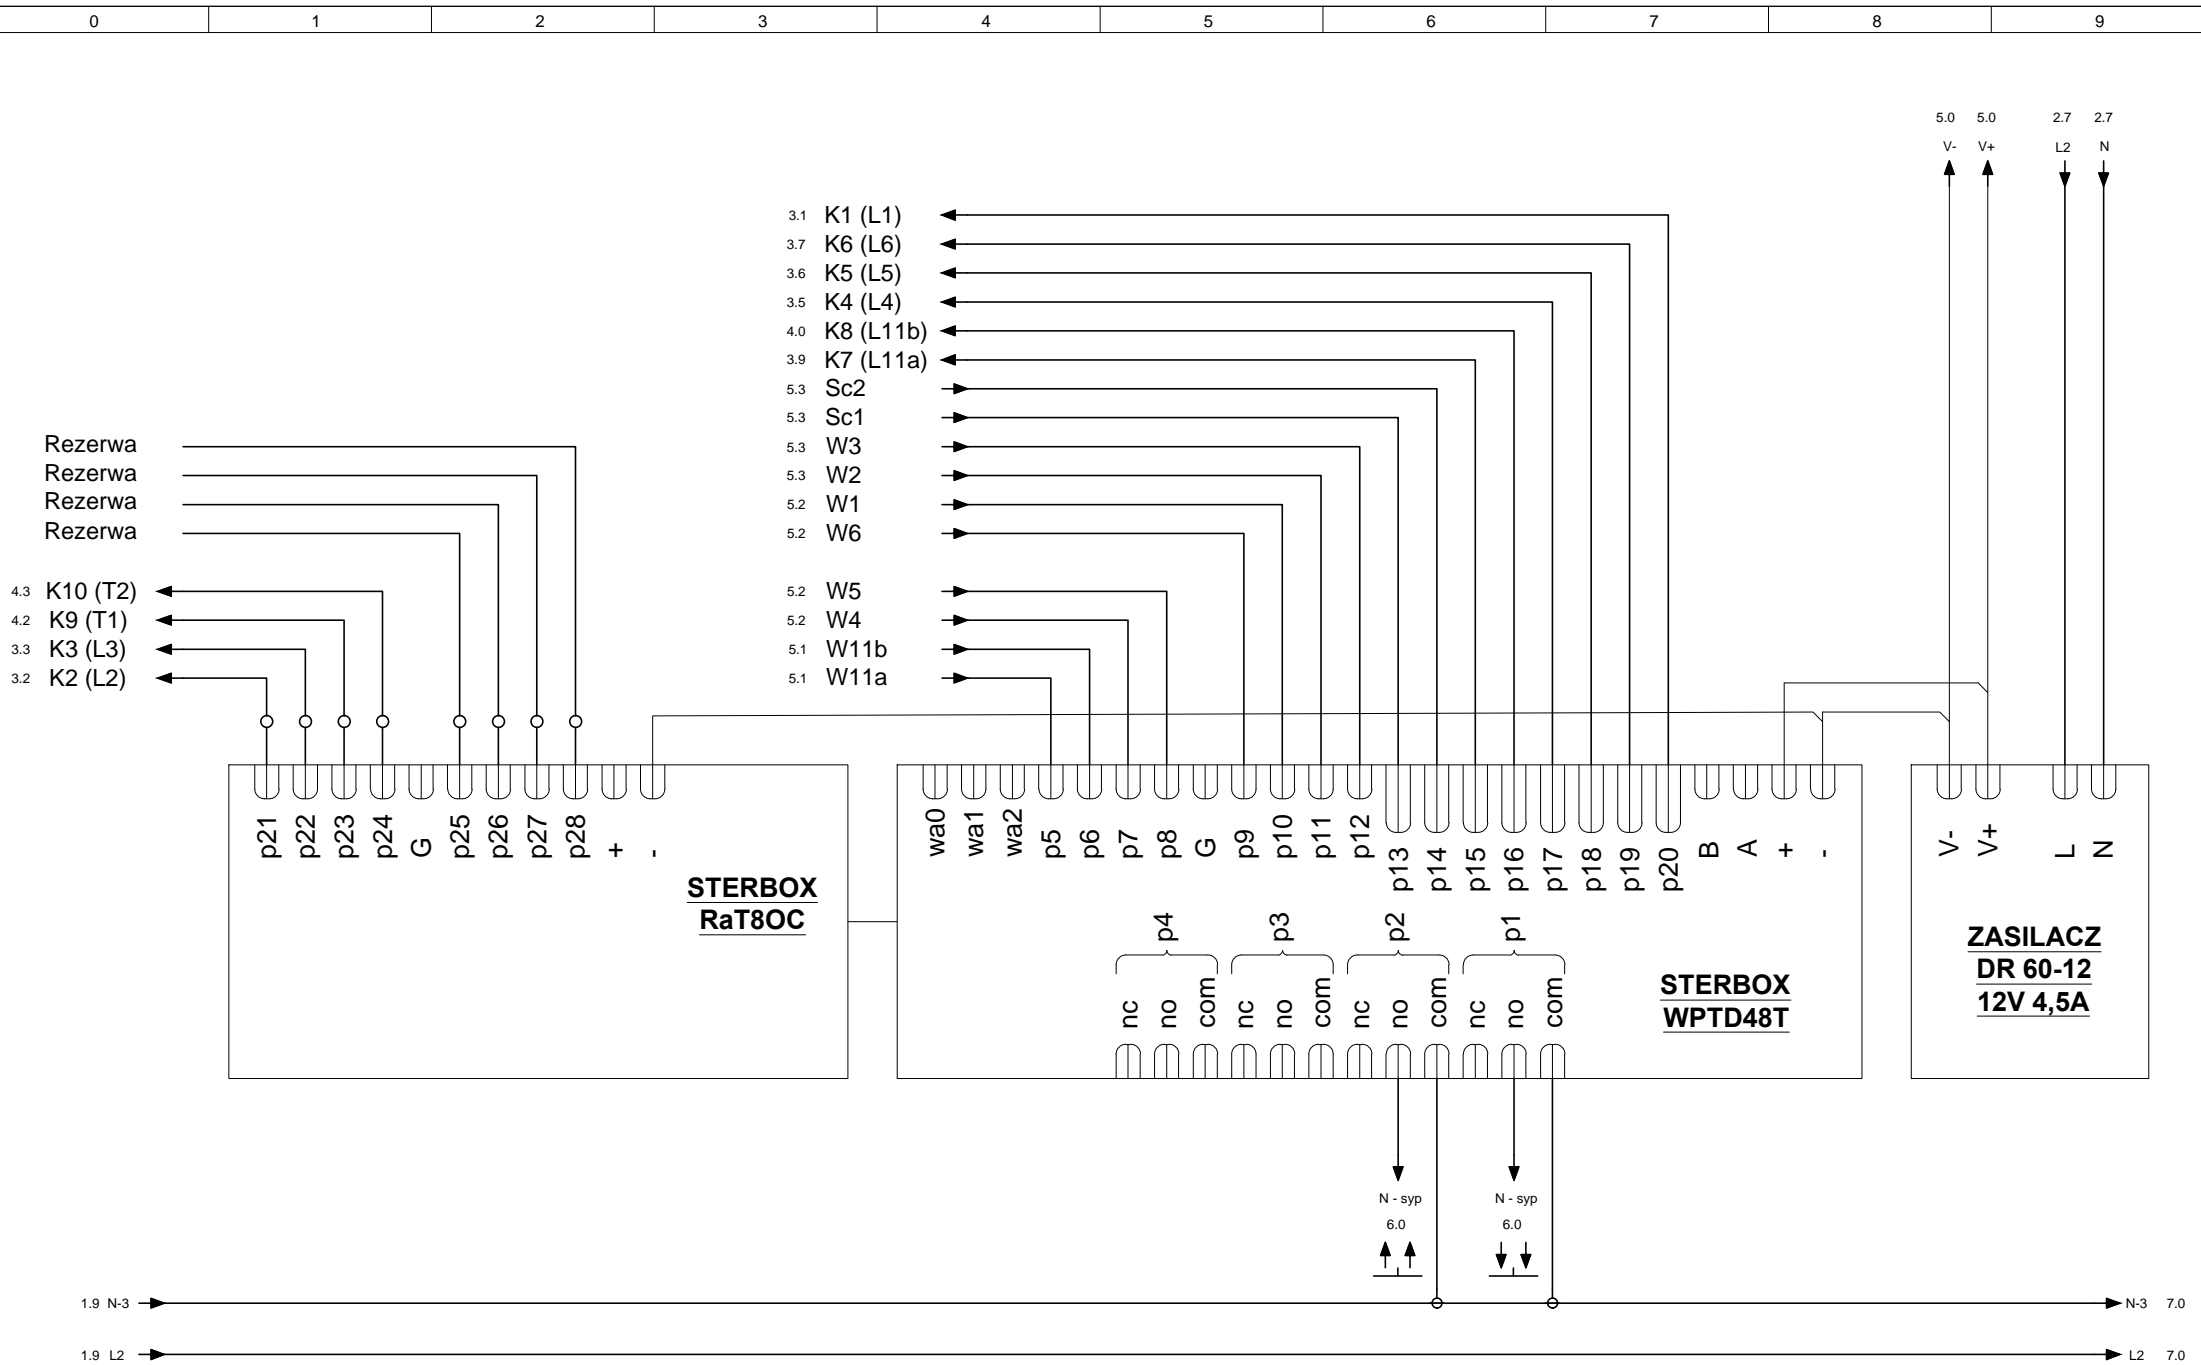 0 1 2 3 4 5 6 7 8 9
5.0 5.0 2.7 2.7
V- V+ L2 N
3.1 K1 (L1)
3.7 K6 (L6)
3.6 K5 (L5)
3.5 K4 (L4)
4.0 K8 (L11b)
3.9 K7 (L11a)
5.3 Sc2
5.3 Sc1
5.3 W3
5.3 W2
5.2 W1
5.2 W6
5.2 W5
5.2 W4
5.1 W11b
5.1 W11a
Rezerwa
Rezerwa
Rezerwa
Rezerwa
4.3 K10 (T2)
4.2 K9 (T1)
3.3 K3 (L3)
3.2 K2 (L2)
p21 p22 p23 p24 G p25 p26 p27 p28 + -
STERBOX
RaT8OC
wa0 wa1 wa2 p5 p6 p7 p8 G p9 p10 p11 p12 p13 p14 p15 p16 p17 p18 p19 p20 B A + -
p4 p3 p2 p1
nc no com nc no com nc no com nc no com
STERBOX
WPTD48T
V- V+ L N
ZASILACZ
DR 60-12
12V 4,5A
N - syp N - syp
6.0 6.0
1.9 N-3 N-3 7.0
1.9 L2 L2 7.0